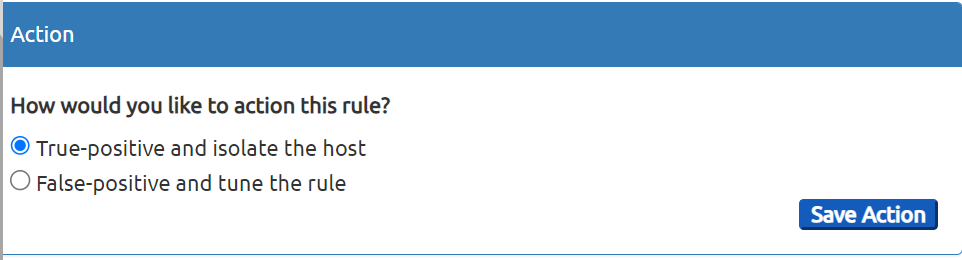 Action
How would you like to action this rule?
True-positive and isolate the host
False-positive and tune the rule
Save Action